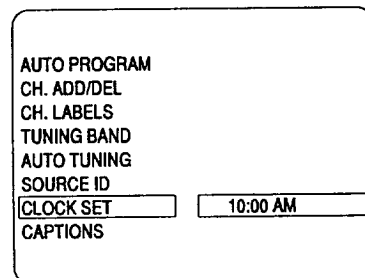 AUTO PROGRAM
CH. ADD/DEL
CH. LABELS
TUNING BAND
AUTO TUNING
SOURCE ID
CLOCK SET 10:00 AM
CAPTIONS